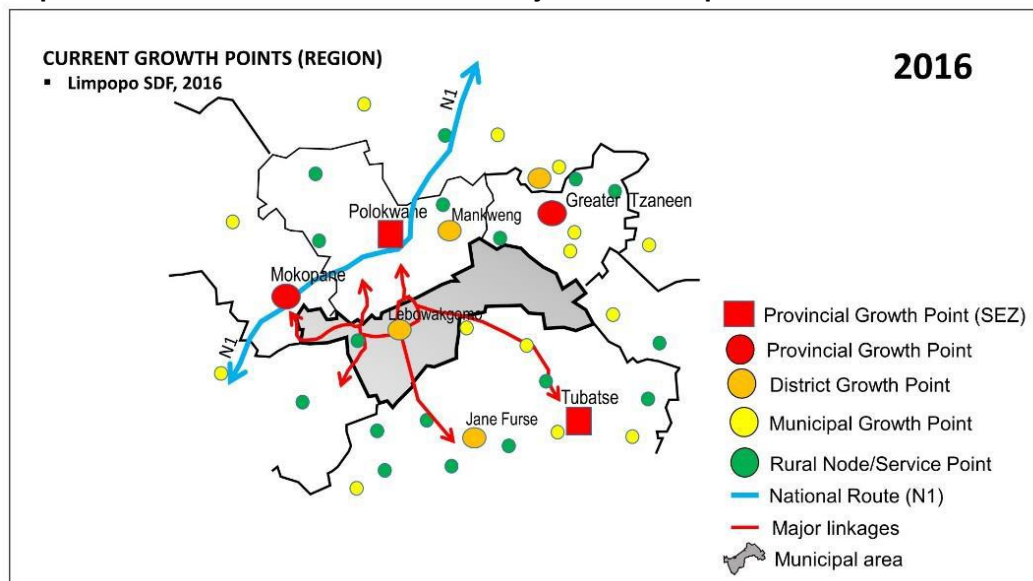 CURRENT GROWTH POINTS (REGION)
▪ Limpopo SDF, 2016
2016
N1
Polokwane
Mankweng
Greater Tzaneen
Mokopane
Lebowakgomo
N1
Tubatse
Jane Furse
Provincial Growth Point (SEZ)
Provincial Growth Point
District Growth Point
Municipal Growth Point
Rural Node/Service Point
National Route (N1)
Major linkages
Municipal area